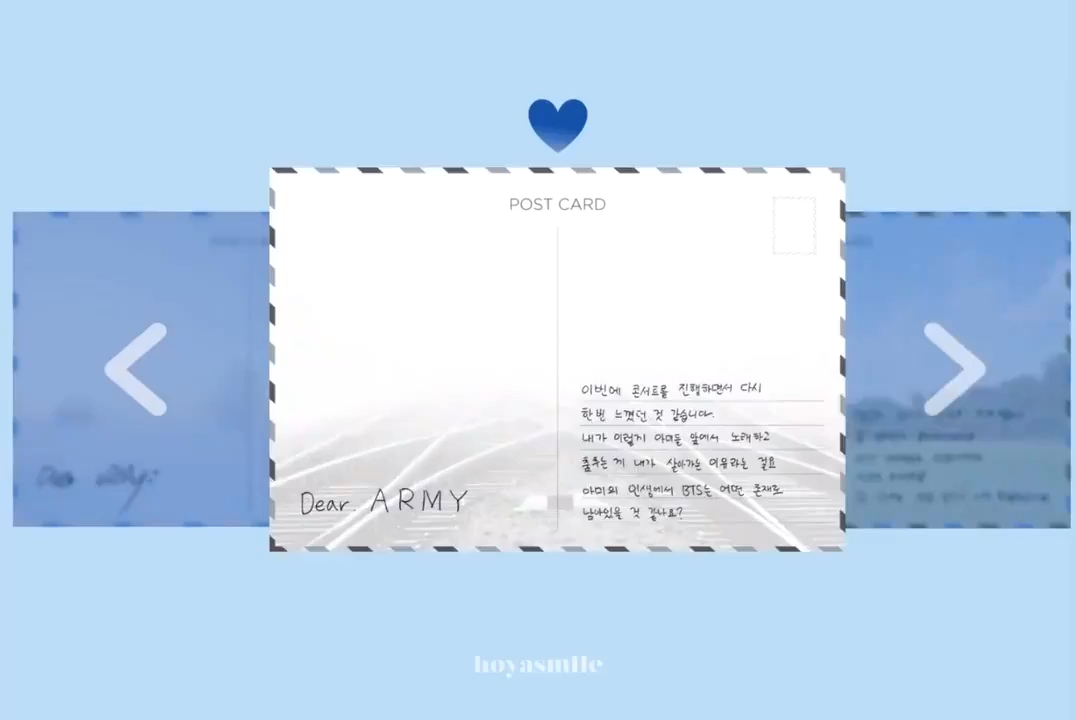 POST CARD
이번에 콘서트를 진행하면서 다시
한번 느꼈던 것 같습니다.
내가 이렇게 아미들 앞에서 노래하고
춤추는 게 내가 살아가는 이유라는 걸요
아미의 인생에서 BTS는 어떤 존재로
남아있을 것 같나요?
Dear. ARMY
hoyasmile